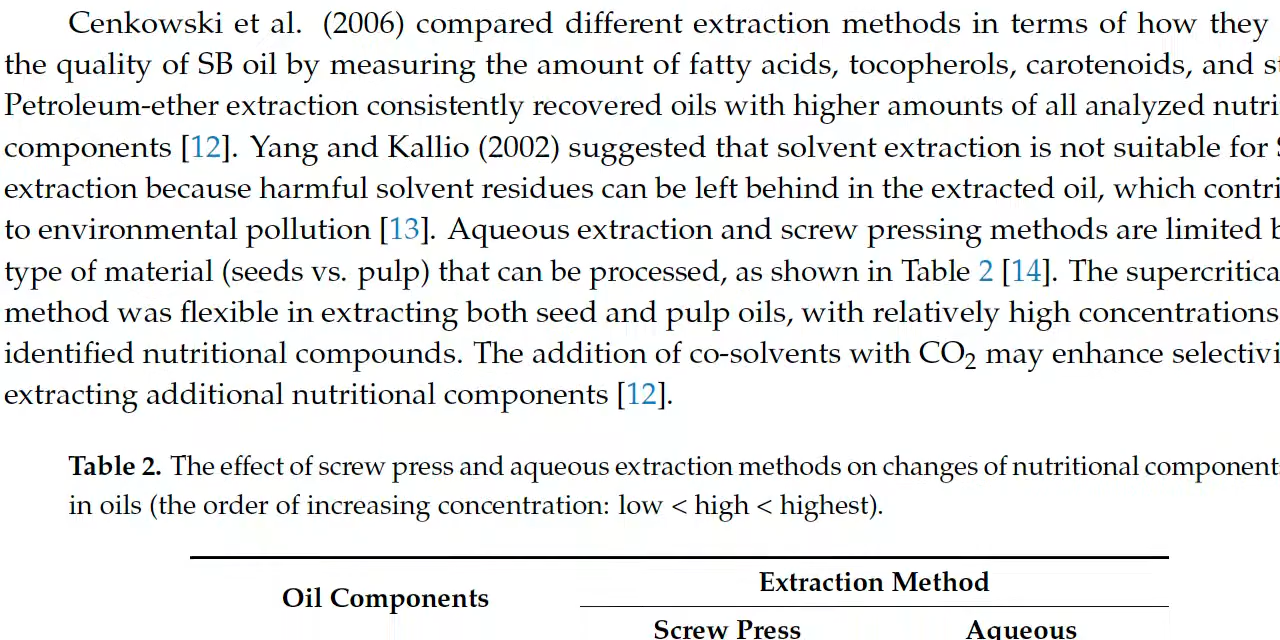 Cenkowski et al. (2006) compared different extraction methods in terms of how they
the quality of SB oil by measuring the amount of fatty acids, tocopherols, carotenoids, and
Petroleum-ether extraction consistently recovered oils with higher amounts of all analyzed
components [12]. Yang and Kallio (2002) suggested that solvent extraction is not suitable for
extraction because harmful solvent residues can be left behind in the extracted oil, which
to environmental pollution [13]. Aqueous extraction and screw pressing methods are limited
type of material (seeds vs. pulp) that can be processed, as shown in Table 2 [14]. The
method was flexible in extracting both seed and pulp oils, with relatively high concentrations
identified nutritional compounds. The addition of co-solvents with CO₂ may enhance
extracting additional nutritional components [12].
Table 2. The effect of screw press and aqueous extraction methods on changes of nutritional components
in oils (the order of increasing concentration: low < high < highest).
Extraction Method
Oil Components
Screw Press Aqueous